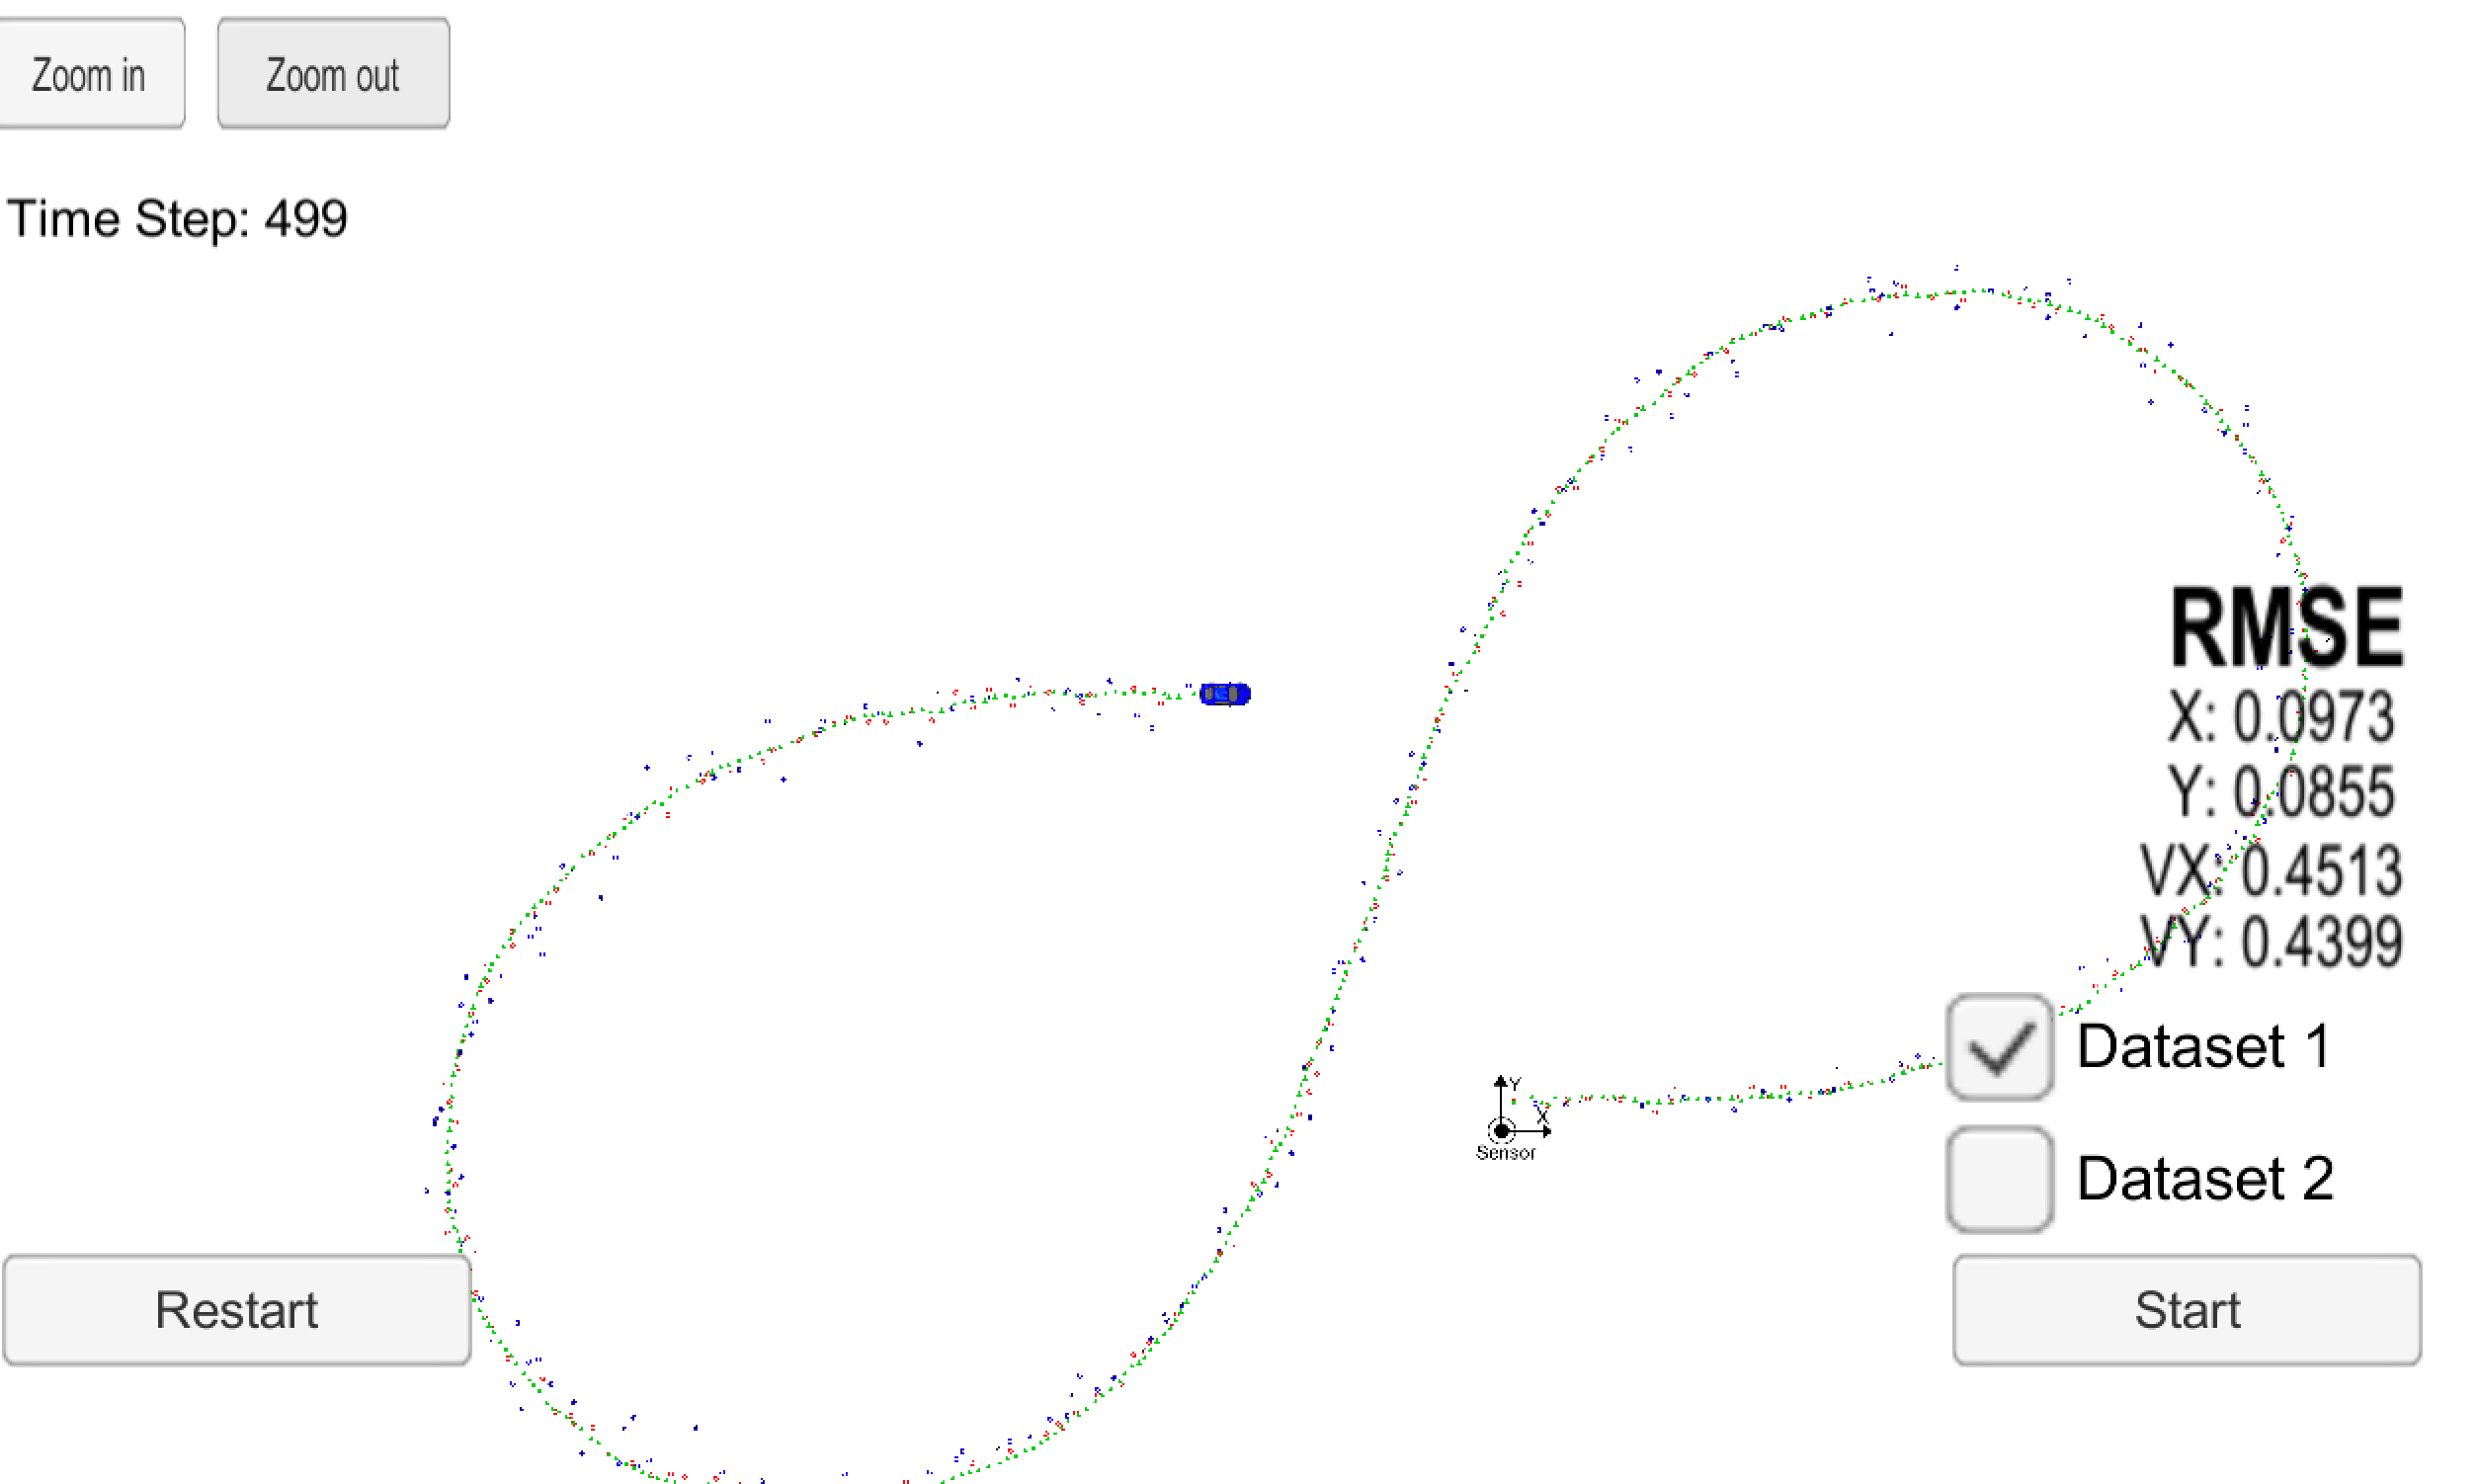 Zoom in
Zoom out
Time Step: 499
RMSE
X: 0.0973
Y: 0.0855
VX: 0.4513
VY: 0.4399
Y
X
Sensor
Dataset 1
Dataset 2
Restart
Start